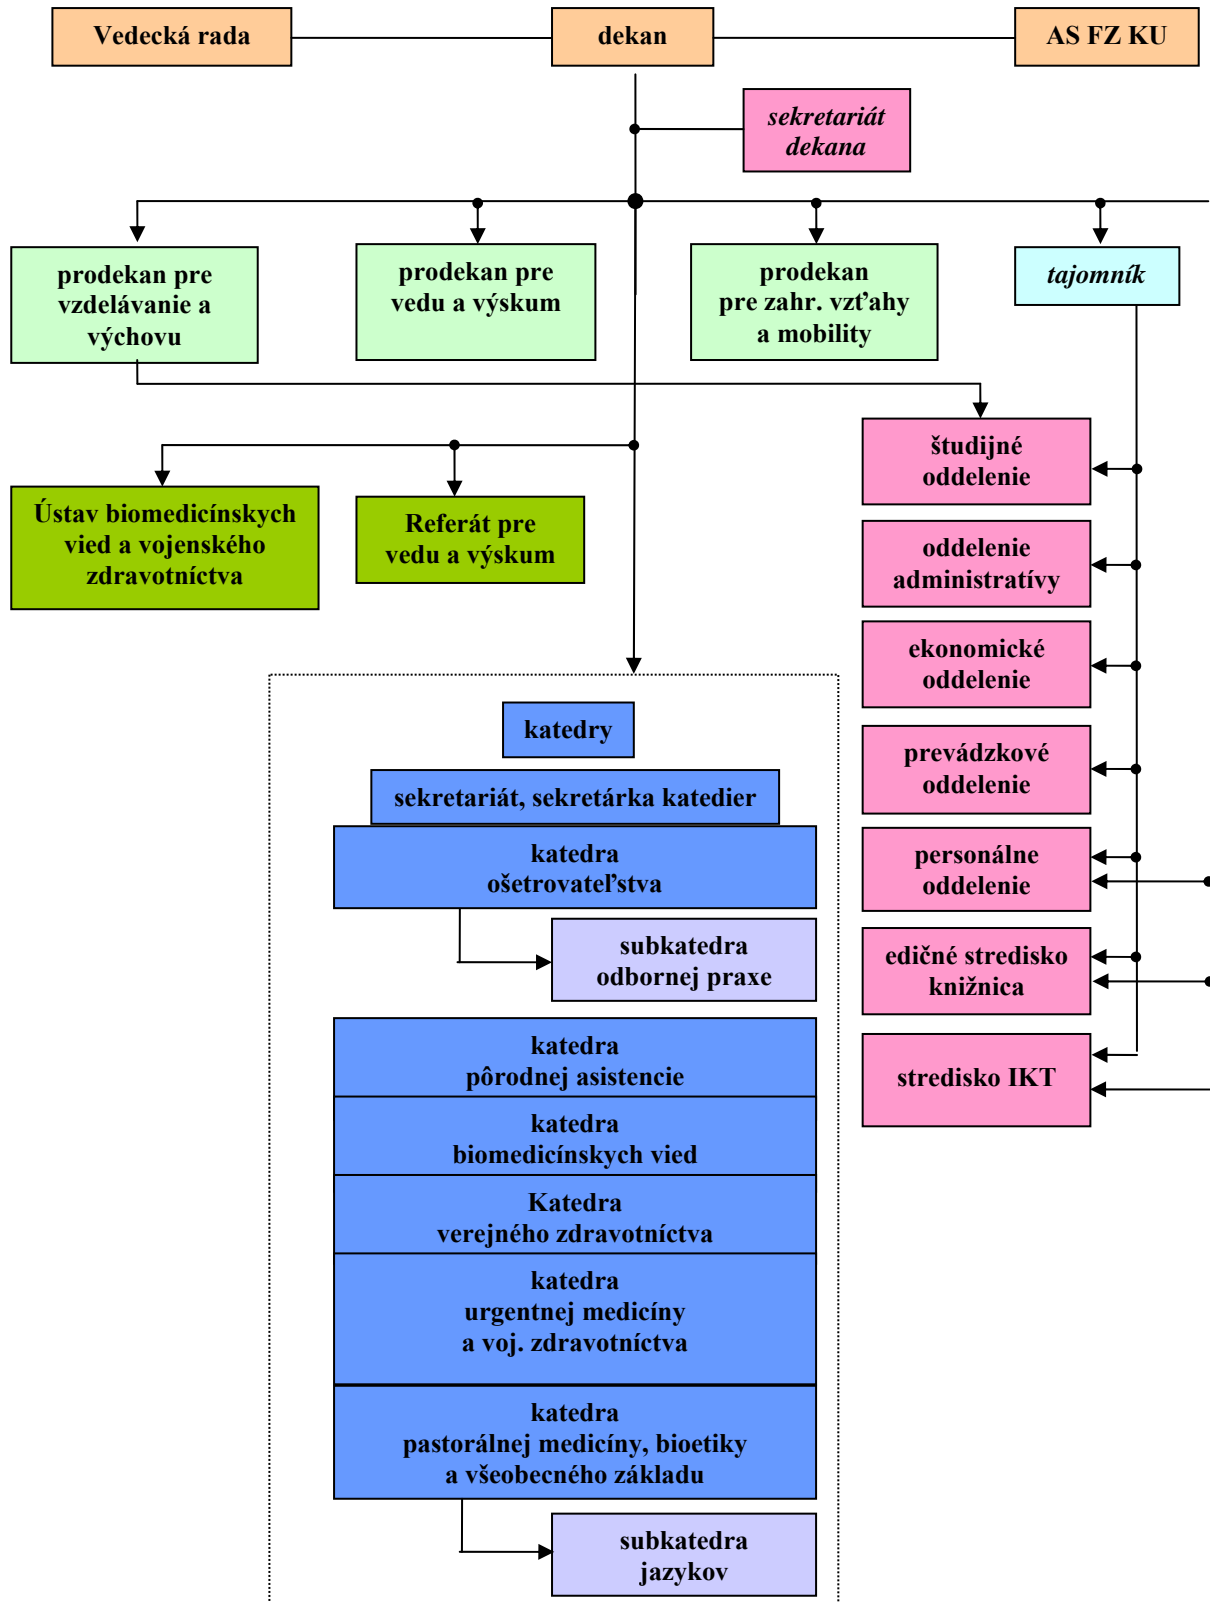 Vedecká rada
dekan
AS FZ KU
sekretariát
dekana
prodekan pre
vzdelávanie a
výchovu
prodekan pre
vedu a výskum
prodekan
pre zahr. vzťahy
a mobility
tajomník
študijné
oddelenie
Ústav biomedicínskych
vied a vojenského
zdravotníctva
Referát pre
vedu a výskum
oddelenie
administratívy
ekonomické
oddelenie
prevádzkové
oddelenie
personálne
oddelenie
edičné stredisko
knižnica
stredisko IKT
katedry
sekretariát, sekretárka katedier
katedra
ošetrovateľstva
subkatedra
odbornej praxe
katedra
pôrodnej asistencie
katedra
biomedicínskych vied
Katedra
verejného zdravotníctva
katedra
urgentnej medicíny
a voj. zdravotníctva
katedra
pastorálnej medicíny, bioetiky
a všeobecného základu
subkatedra
jazykov